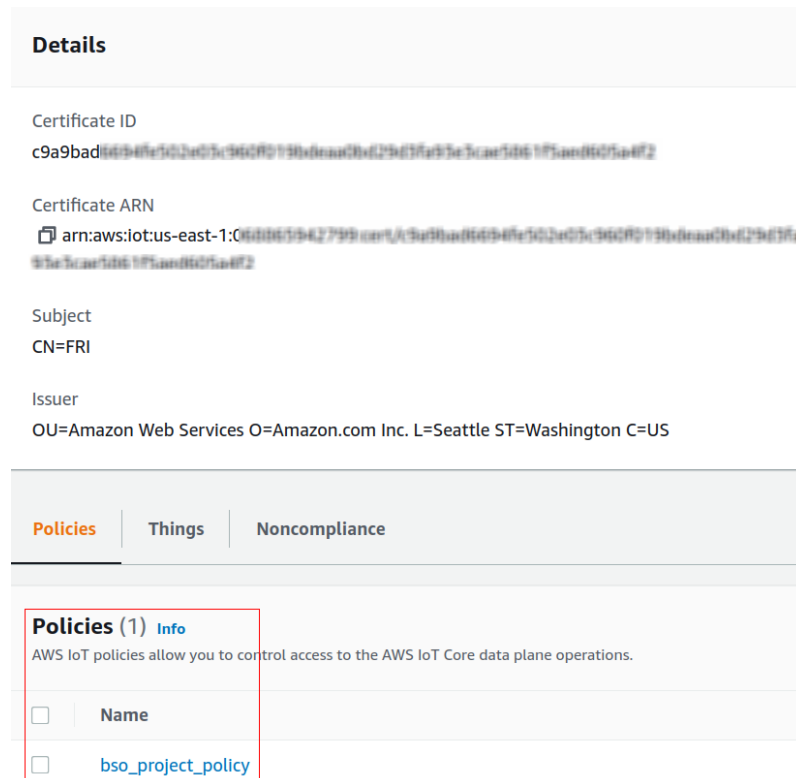 Details
Certificate ID
c9a9bad
Certificate ARN
arn:aws:iot:us-east-1:0
Subject
CN=FRI
Issuer
OU=Amazon Web Services O=Amazon.com Inc. L=Seattle ST=Washington C=US
Policies
Things
Noncompliance
Policies (1) Info
AWS IoT policies allow you to control access to the AWS IoT Core data plane operations.
Name
bso_project_policy